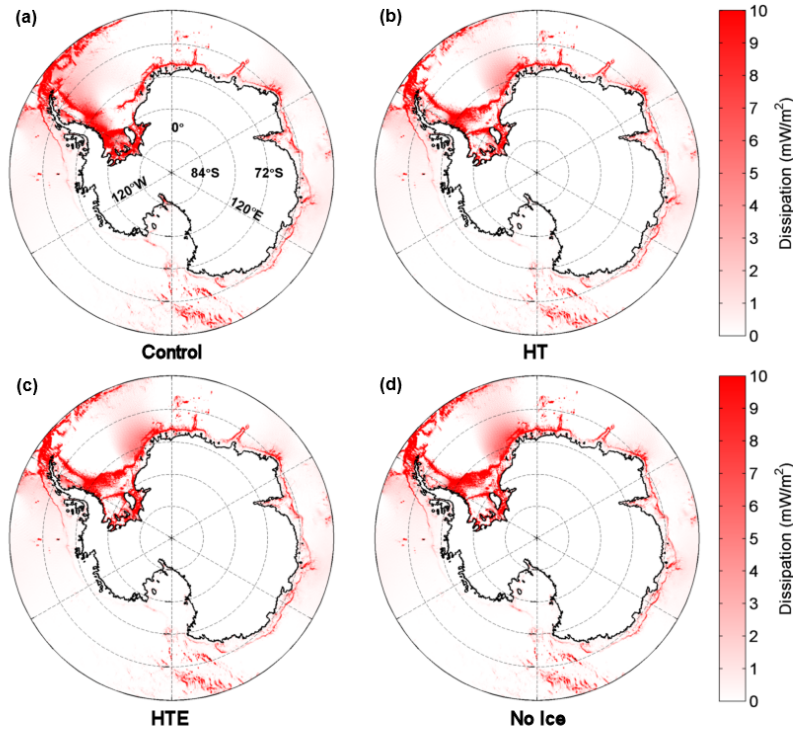 (a)
0°
84°S
72°S
120°W
120°E
Control
(b)
HT
10
9
8
7
6
5
4
3
2
1
0
Dissipation (mW/m²)
(c)
HTE
(d)
No Ice
10
9
8
7
6
5
4
3
2
1
0
Dissipation (mW/m²)